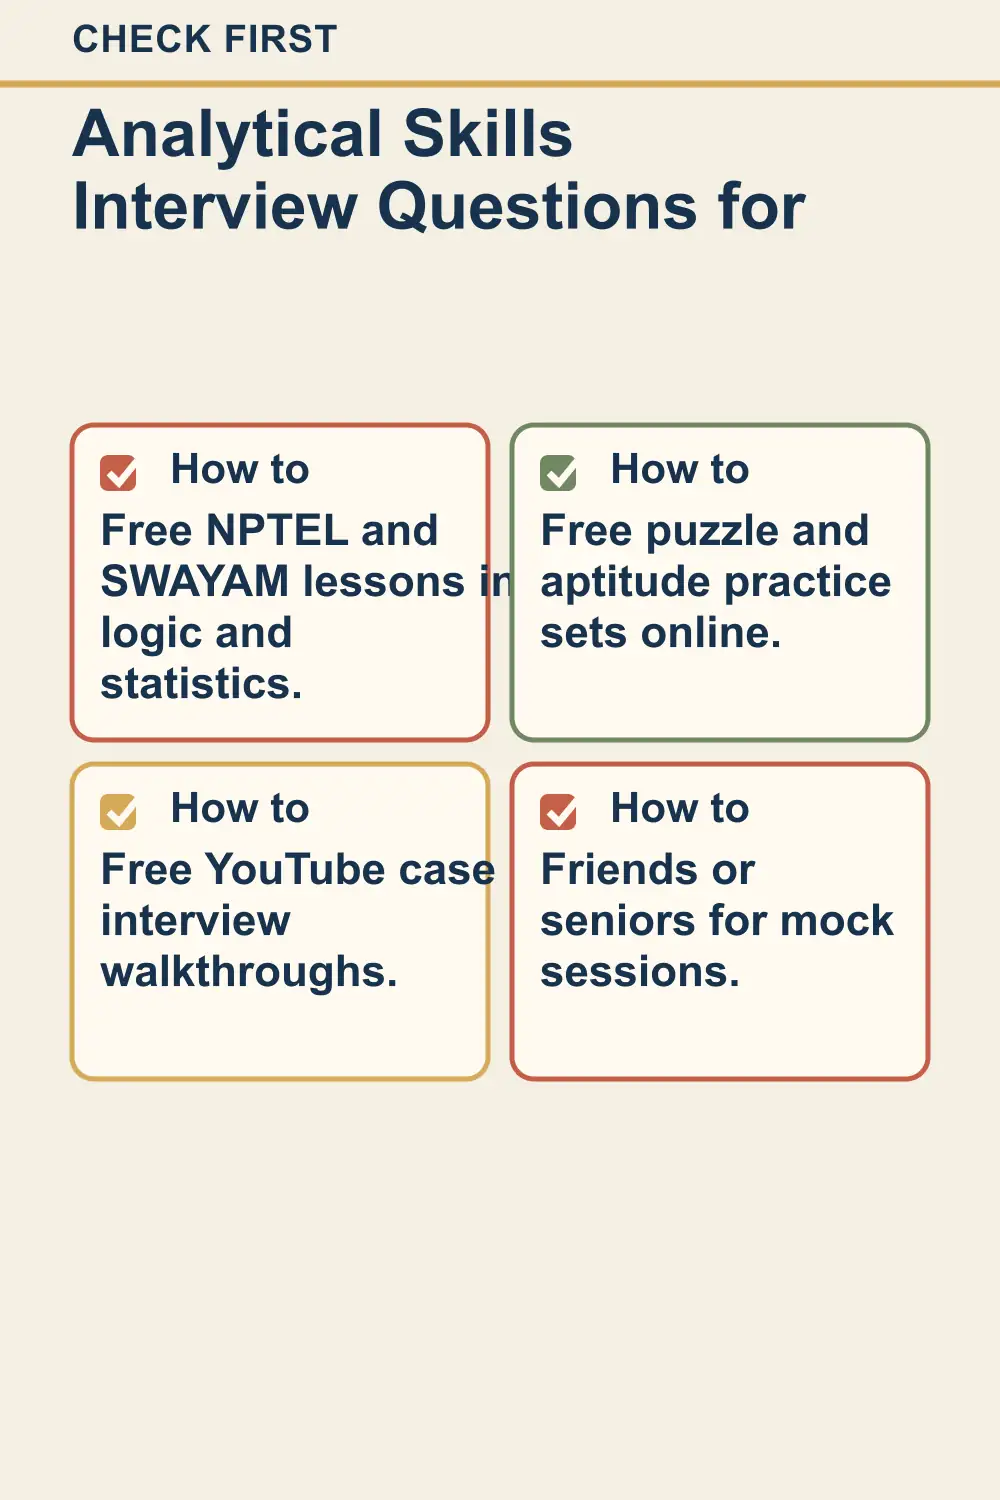 CHECK FIRST
Analytical Skills
Interview Questions for
How to
Free NPTEL and
SWAYAM lessons in
logic and
statistics.
How to
Free puzzle and
aptitude practice
sets online.
How to
Free YouTube case
interview
walkthroughs.
How to
Friends or
seniors for mock
sessions.